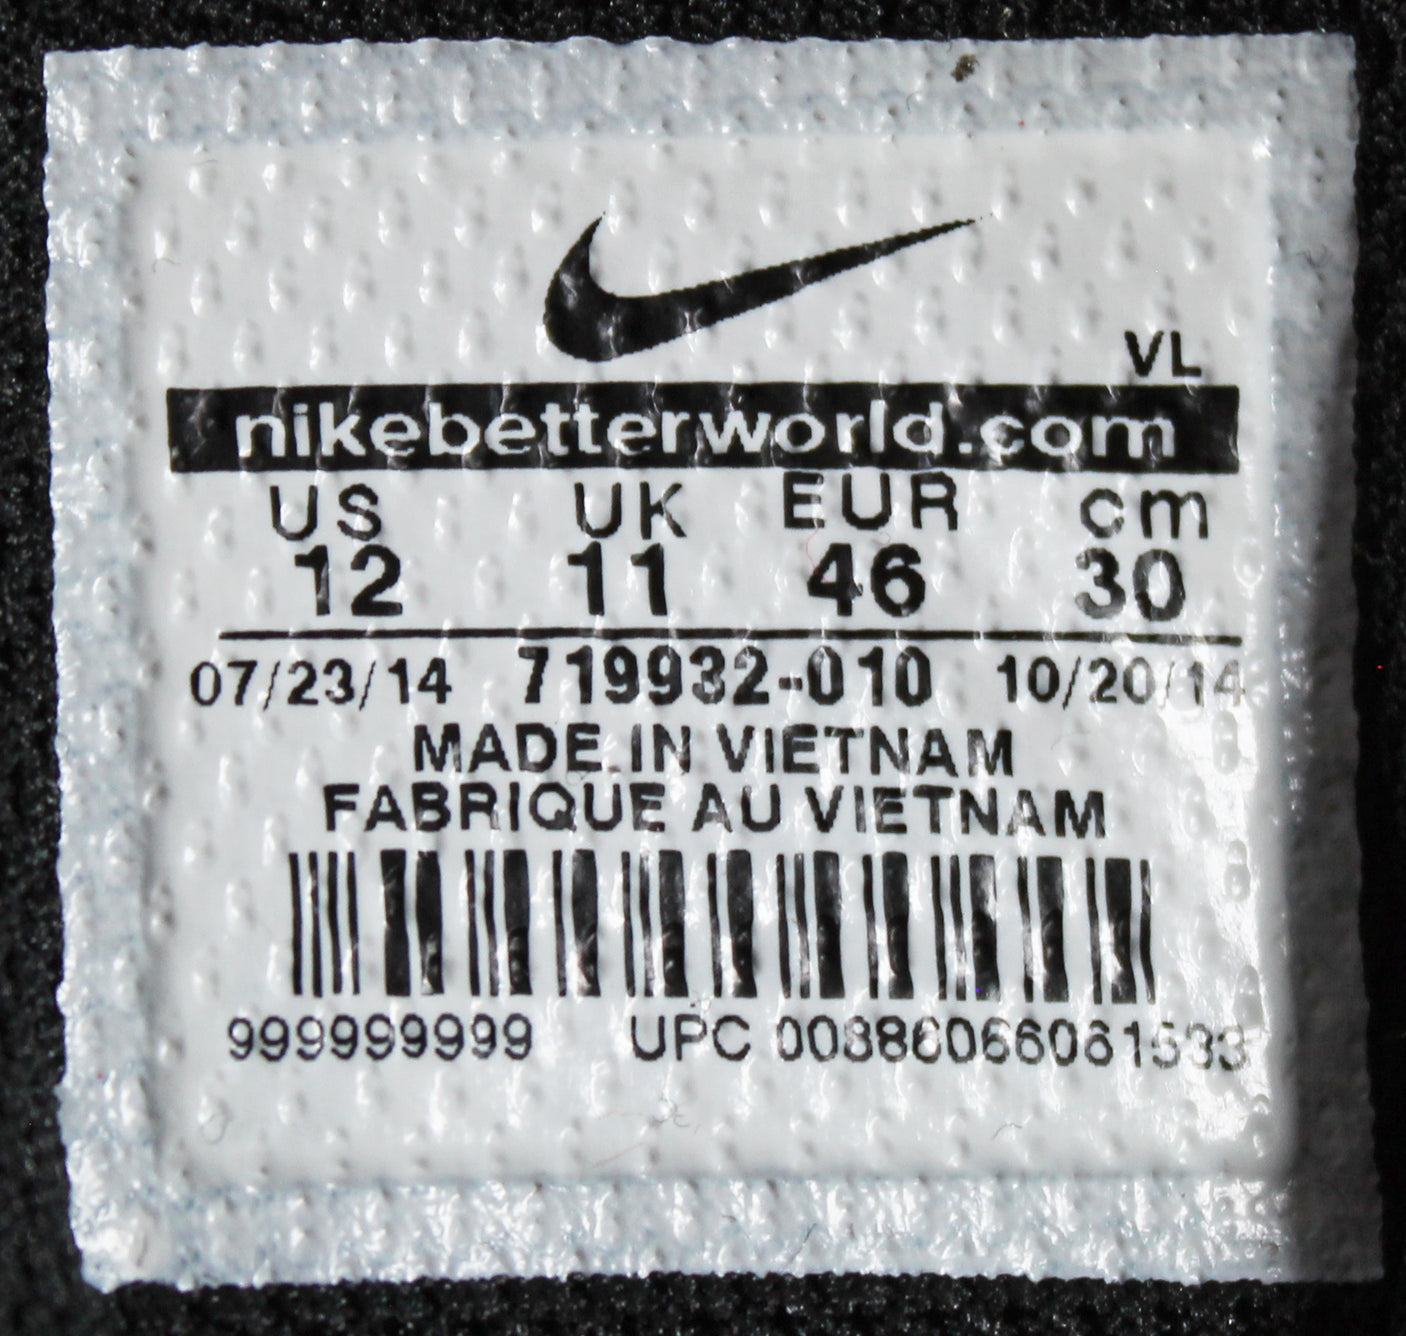 VL
nikebetterworld.com
US UK EUR cm
12 11 46 30
07/23/14 719932-010 10/20/14
MADE IN VIETNAM
FABRIQUE AU VIETNAM
999999999 UPC 00886066061533